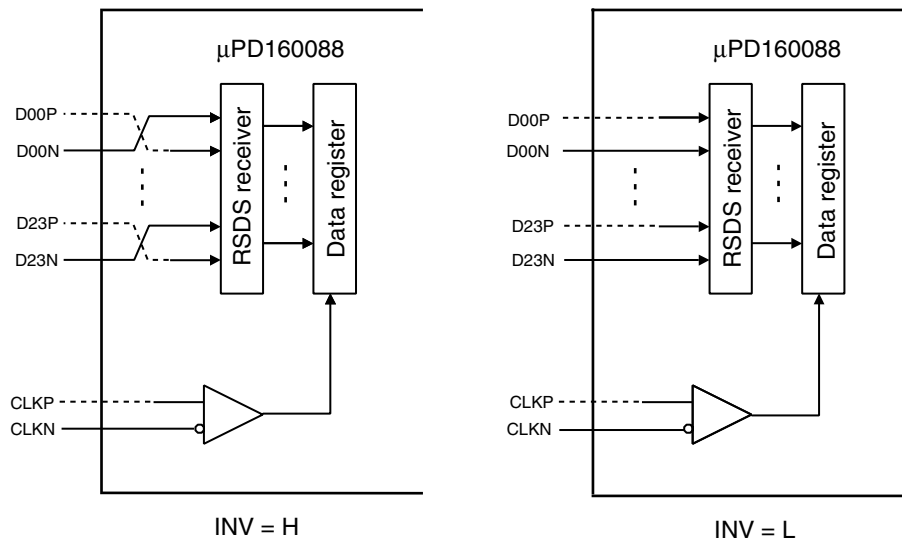 μPD160088
D00P
D00N
D23P
D23N
RSDS receiver
Data register
CLKP
CLKN
INV = H
μPD160088
D00P
D00N
D23P
D23N
RSDS receiver
Data register
CLKP
CLKN
INV = L